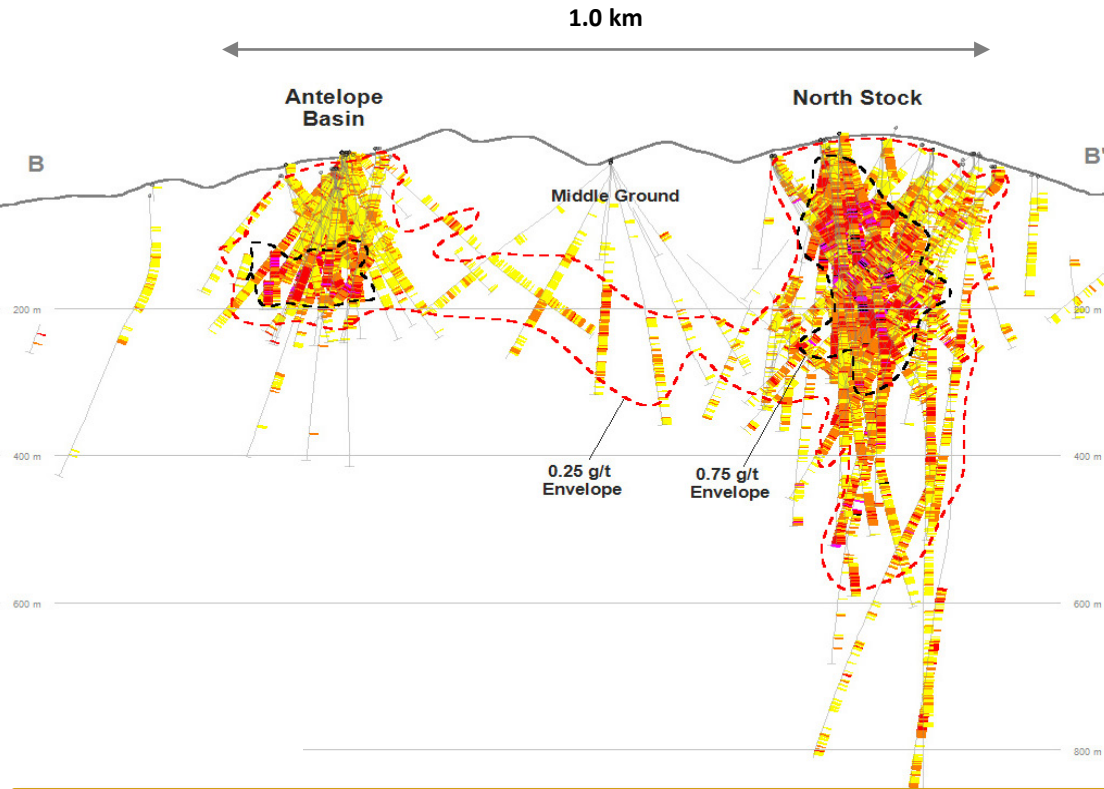 1.0 km
Antelope
Basin
North Stock
B
B'
Middle Ground
200 m
200 m
0.25 g/t
Envelope
0.75 g/t
Envelope
400 m
400 m
600 m
600 m
800 m
800 m